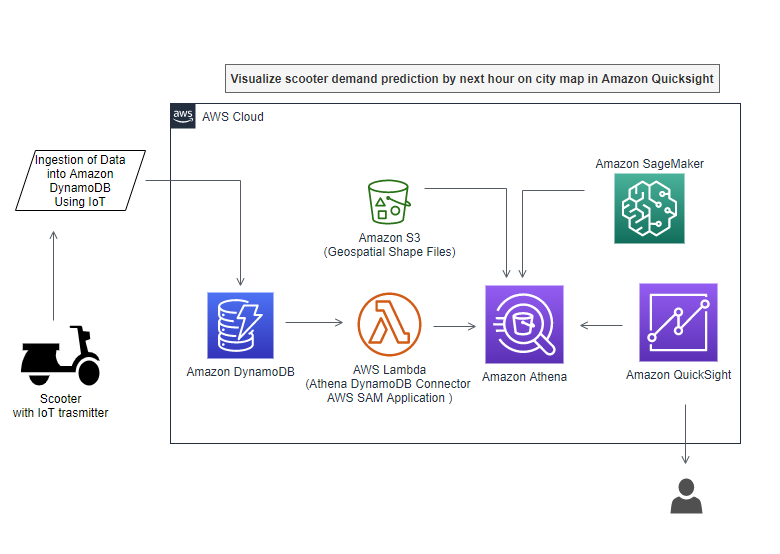 Visualize scooter demand prediction by next hour on city map in Amazon Quicksight
aws
AWS Cloud
Ingestion of Data
into Amazon
DynamoDB
Using IoT
Amazon SageMaker
Amazon S3
(Geospatial Shape Files)
Amazon DynamoDB
AWS Lambda
(Athena DynamoDB Connector
AWS SAM Application )
Amazon Athena
Amazon QuickSight
Scooter
with IoT trasmitter